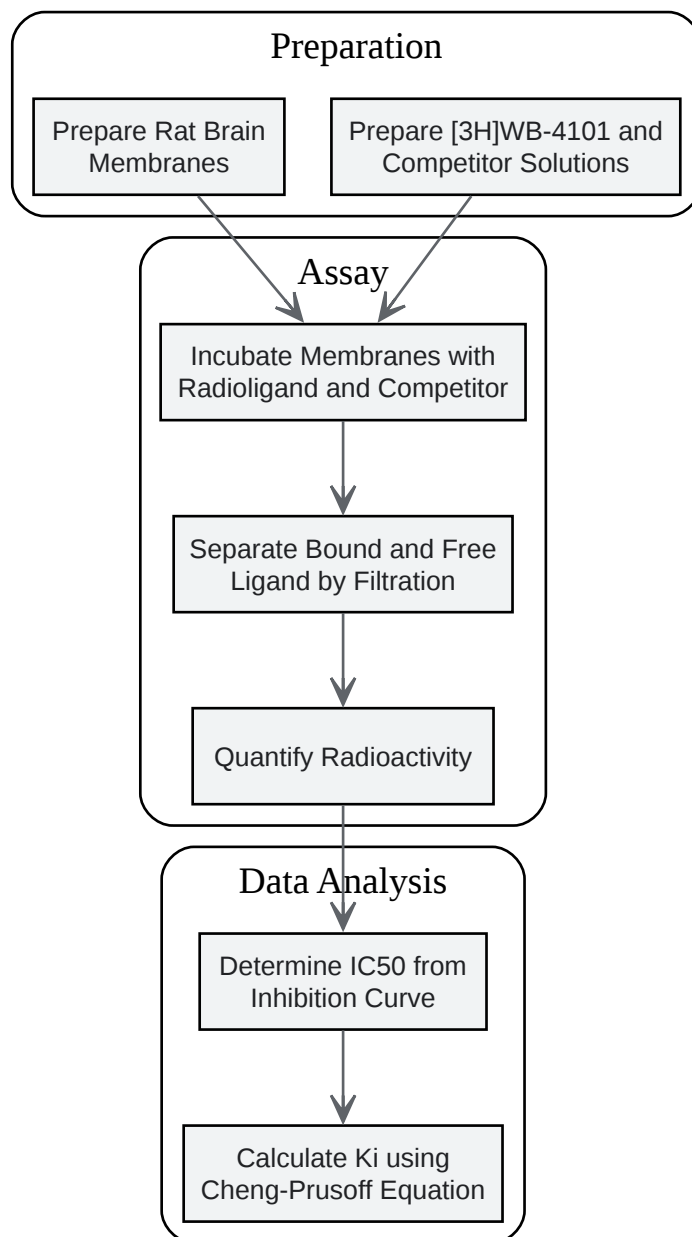 Preparation
Prepare Rat Brain
Membranes
Prepare [3H]WB-4101 and
Competitor Solutions
Assay
Incubate Membranes with
Radioligand and Competitor
Separate Bound and Free
Ligand by Filtration
Quantify Radioactivity
Data Analysis
Determine IC50 from
Inhibition Curve
Calculate Ki using
Cheng-Prusoff Equation